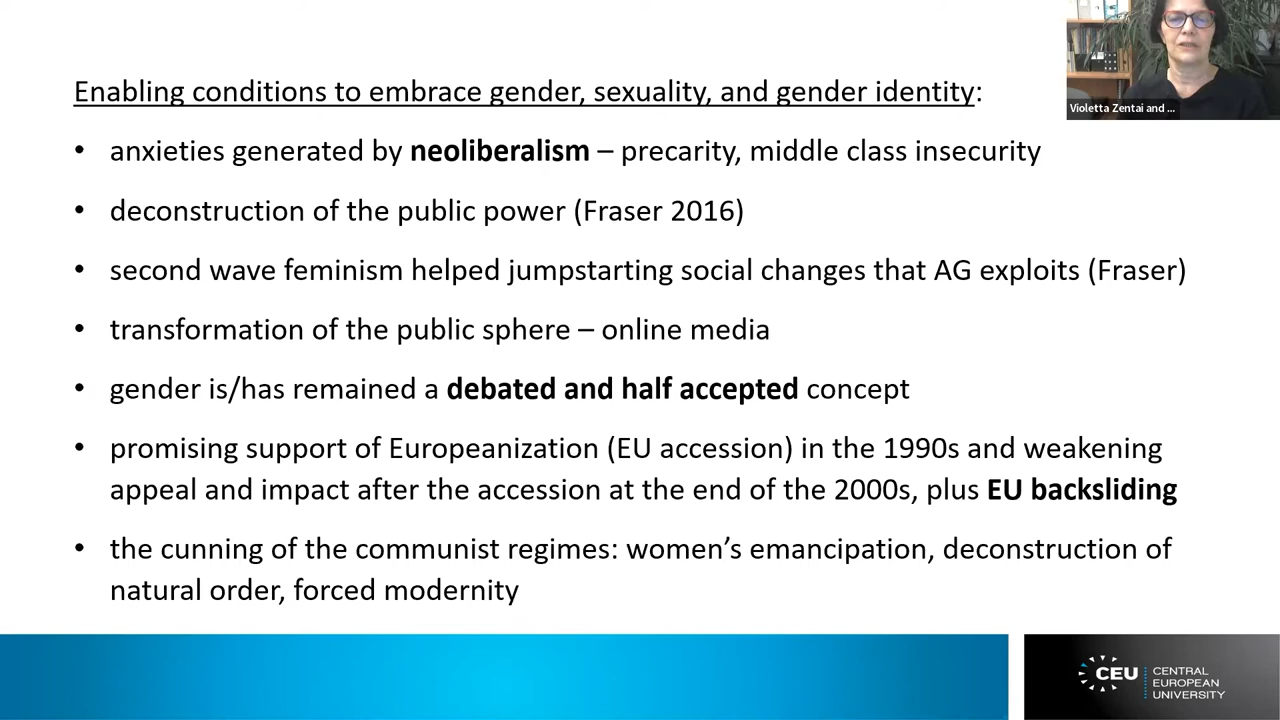 Enabling conditions to embrace gender, sexuality, and gender identity:
• anxieties generated by neoliberalism – precarity, middle class insecurity
• deconstruction of the public power (Fraser 2016)
• second wave feminism helped jumpstarting social changes that AG exploits (Fraser)
• transformation of the public sphere – online media
• gender is/has remained a debated and half accepted concept
• promising support of Europeanization (EU accession) in the 1990s and weakening
appeal and impact after the accession at the end of the 2000s, plus EU backsliding
• the cunning of the communist regimes: women’s emancipation, deconstruction of
natural order, forced modernity
Violetta Zentai and ...
CEU
CENTRAL
EUROPEAN
UNIVERSITY